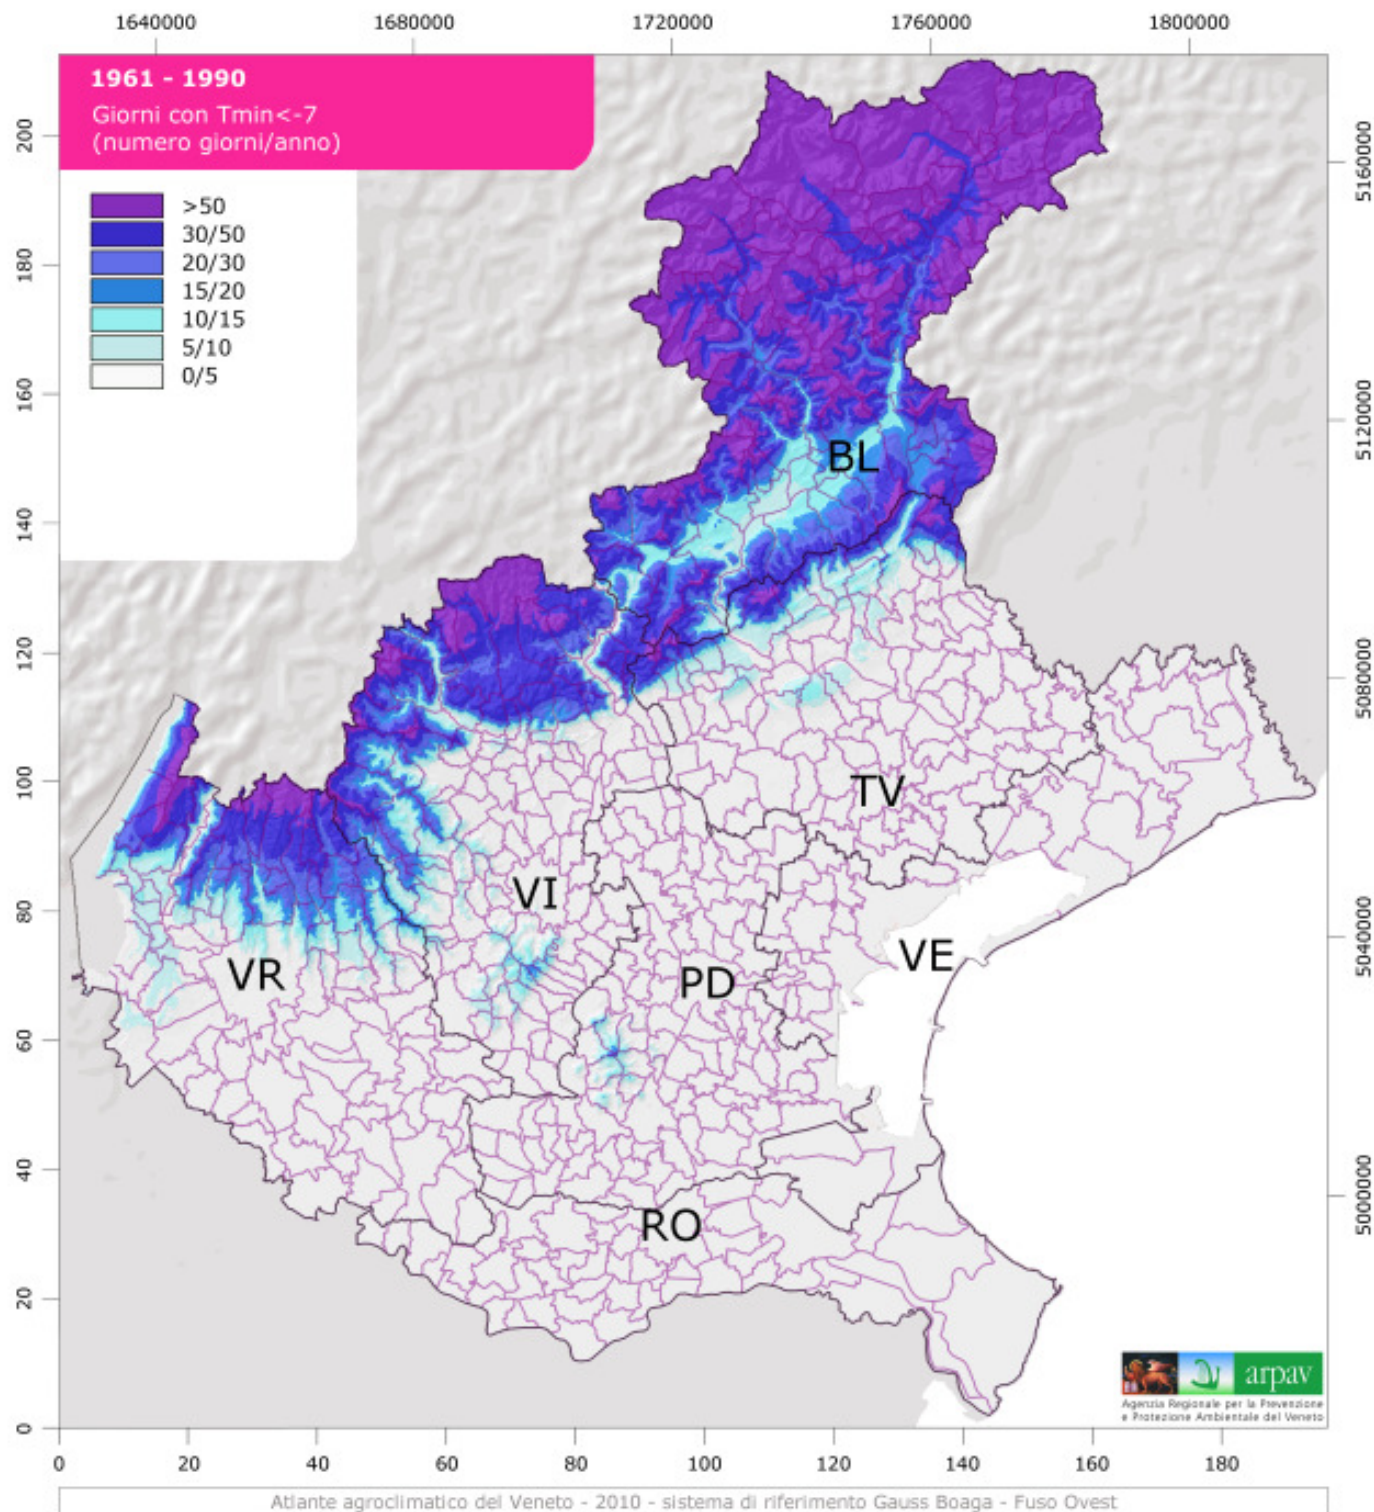 1640000 1680000 1720000 1760000 1800000
1961 - 1990
Giorni con Tmin<-7
(numero giorni/anno)
>50
30/50
20/30
15/20
10/15
5/10
0/5
200
180
160
140
120
100
80
60
40
20
0
5160000
5120000
5080000
5040000
5000000
BL
TV
VI
VE
VR
PD
RO
arpav
Agenzia Regionale per la Prevenzione
e Protezione Ambientale del Veneto
0 20 40 60 80 100 120 140 160 180
Atlante agroclimatico del Veneto - 2010 - sistema di riferimento Gauss Boaga - Fuso Ovest